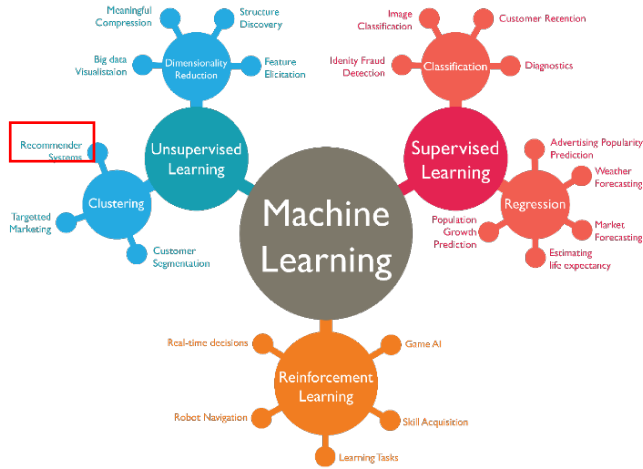 Meaningful
Compression
Structure
Discovery
Big data
Visualistaion
Dimensionality
Reduction
Feature
Elicitation
Recommender
Systems
Unsupervised
Learning
Clustering
Targetted
Marketing
Customer
Segmentation
Machine
Learning
Image
Classification
Customer Retention
Idenity Fraud
Detection
Classification
Diagnostics
Supervised
Learning
Advertising Popularity
Prediction
Weather
Forecasting
Regression
Population
Growth
Prediction
Market
Forecasting
Estimating
life expectancy
Real-time decisions
Game AI
Reinforcement
Learning
Robot Navigation
Skill Acquisition
Learning Tasks